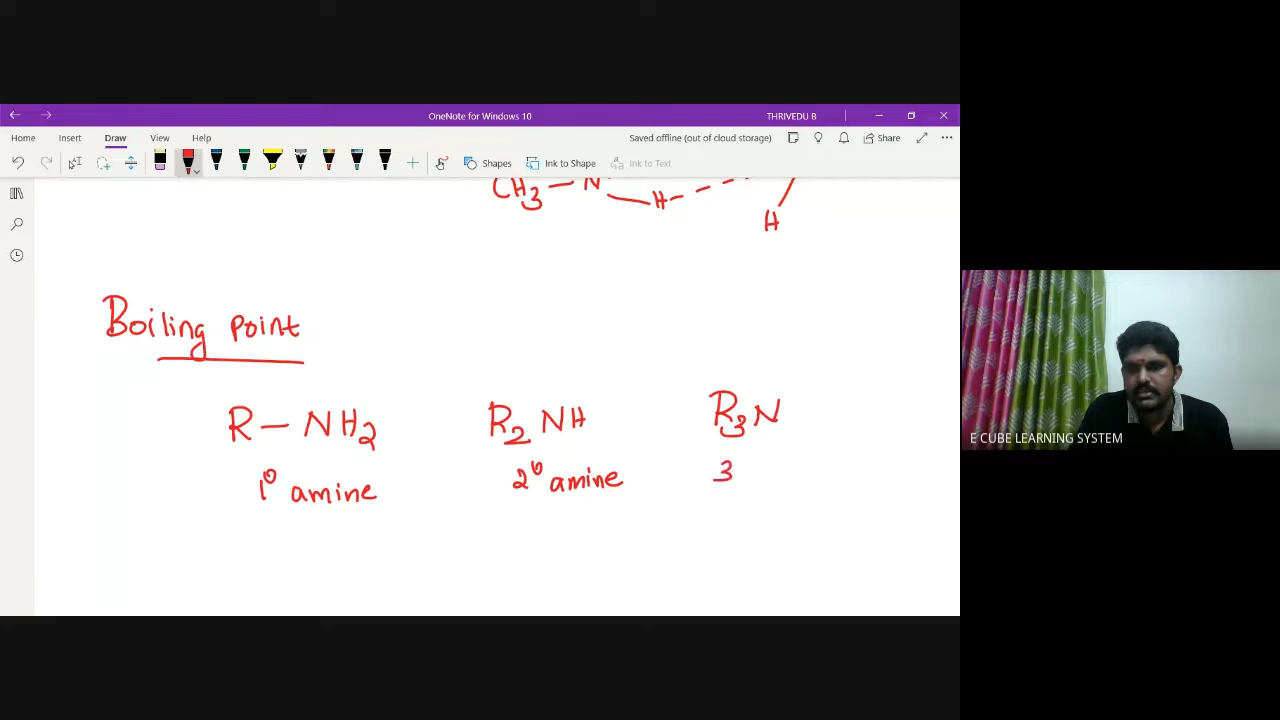 OneNote for Windows 10
THRIVEDU B
Home Insert Draw View Help
Saved offline (out of cloud storage)
Share
Shapes
Ink to Shape
Ink to Text
CH3 — N
H
H
Boiling point
R — NH2 R2 NH R3 N
1° amine 2° amine 3
E CUBE LEARNING SYSTEM